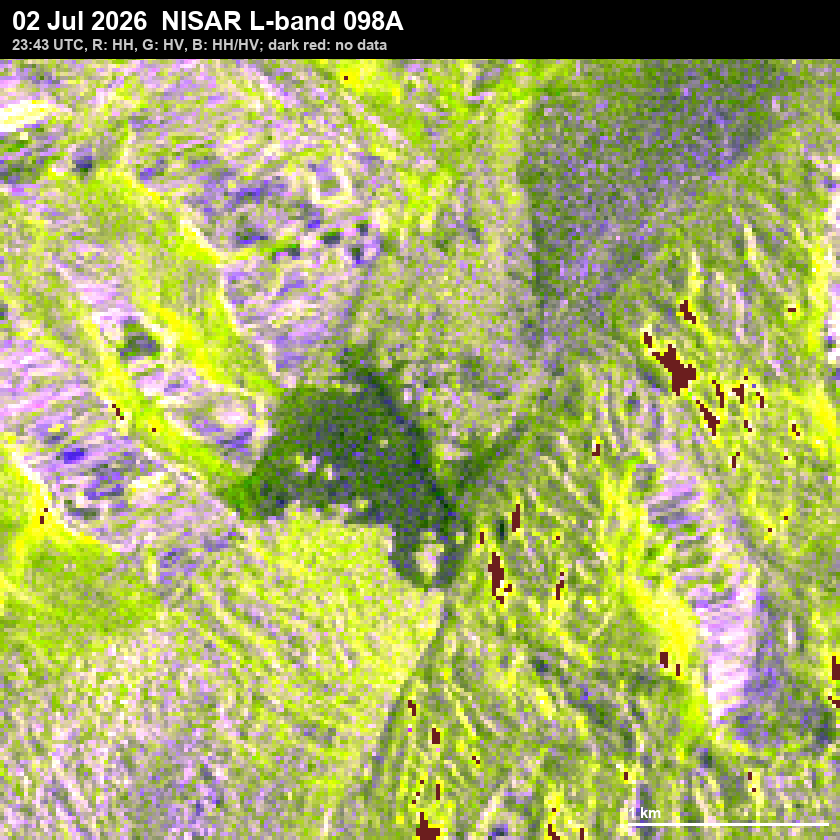 02 Jul 2026  NISAR L-band 098A
23:43 UTC, R: HH, G: HV, B: HH/HV; dark red: no data
1 km